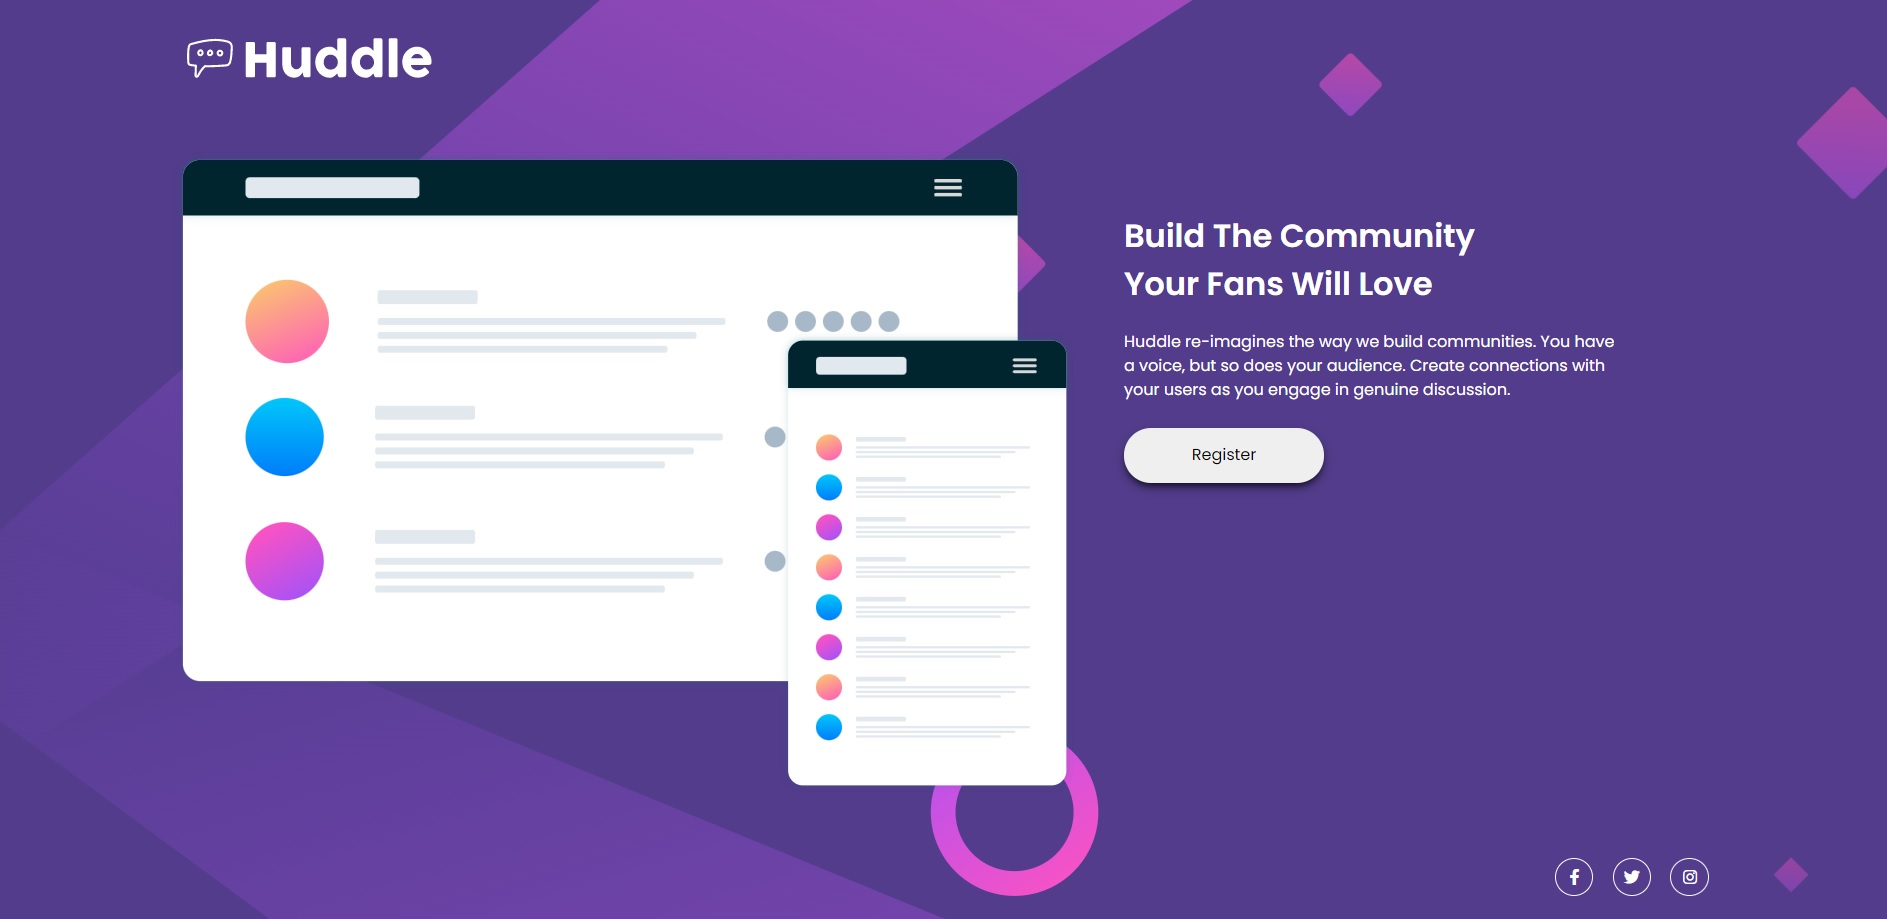 Huddle
Build The Community
Your Fans Will Love
Huddle re-imagines the way we build communities. You have
a voice, but so does your audience. Create connections with
your users as you engage in genuine discussion.
Register